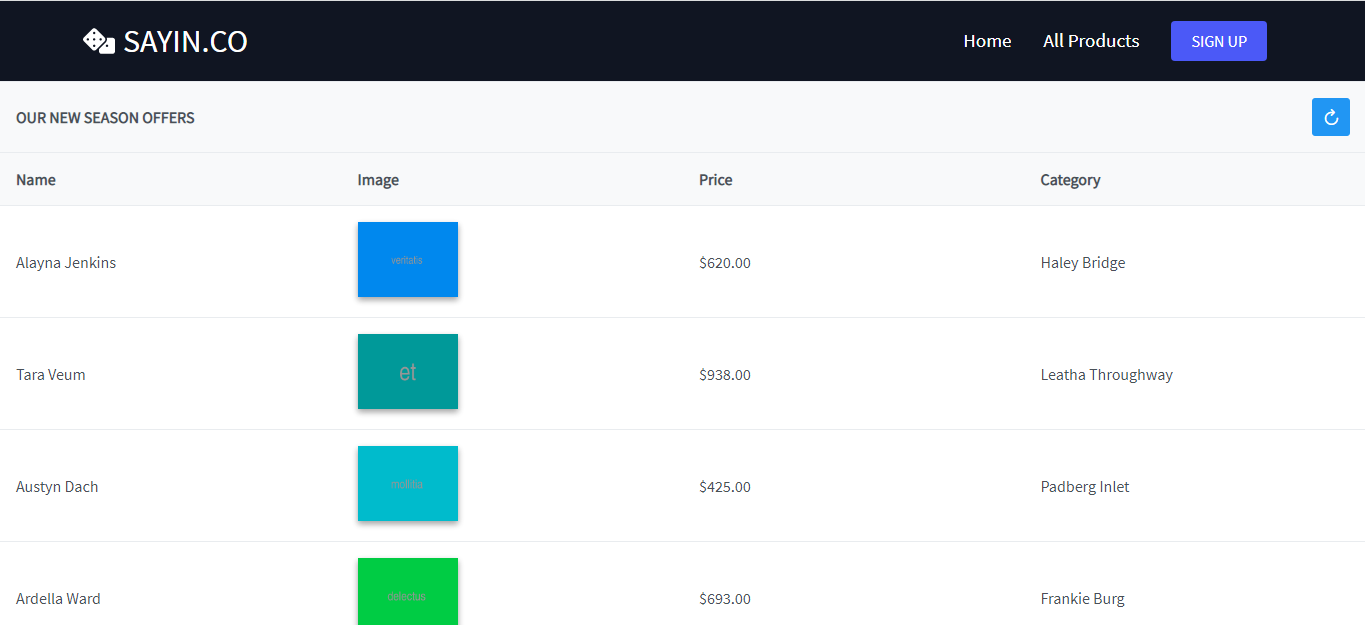 SAYIN.CO
Home All Products SIGN UP
OUR NEW SEASON OFFERS
Name Image Price Category
Alayna Jenkins veritatis $620.00 Haley Bridge
Tara Veum et $938.00 Leatha Throughway
Austyn Dach mollitia $425.00 Padberg Inlet
Ardella Ward delectus $693.00 Frankie Burg